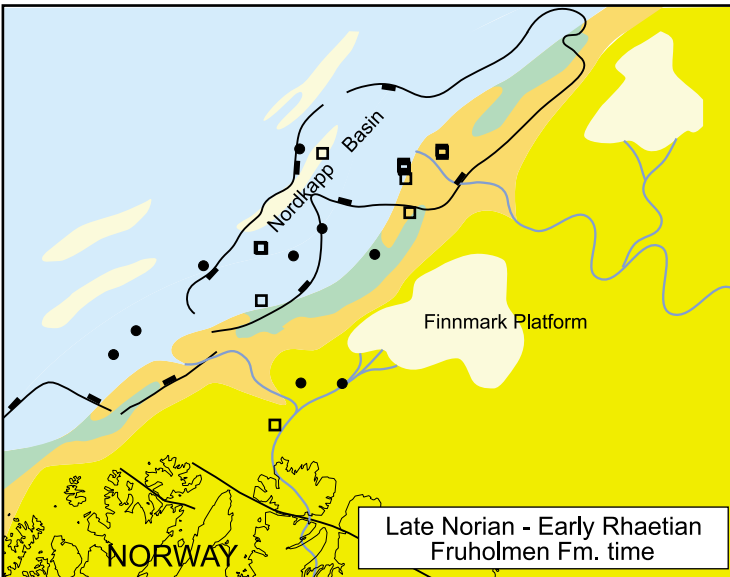 Nordkapp Basin
Finnmark Platform
NORWAY
Late Norian - Early Rhaetian
Fruholmen Fm. time